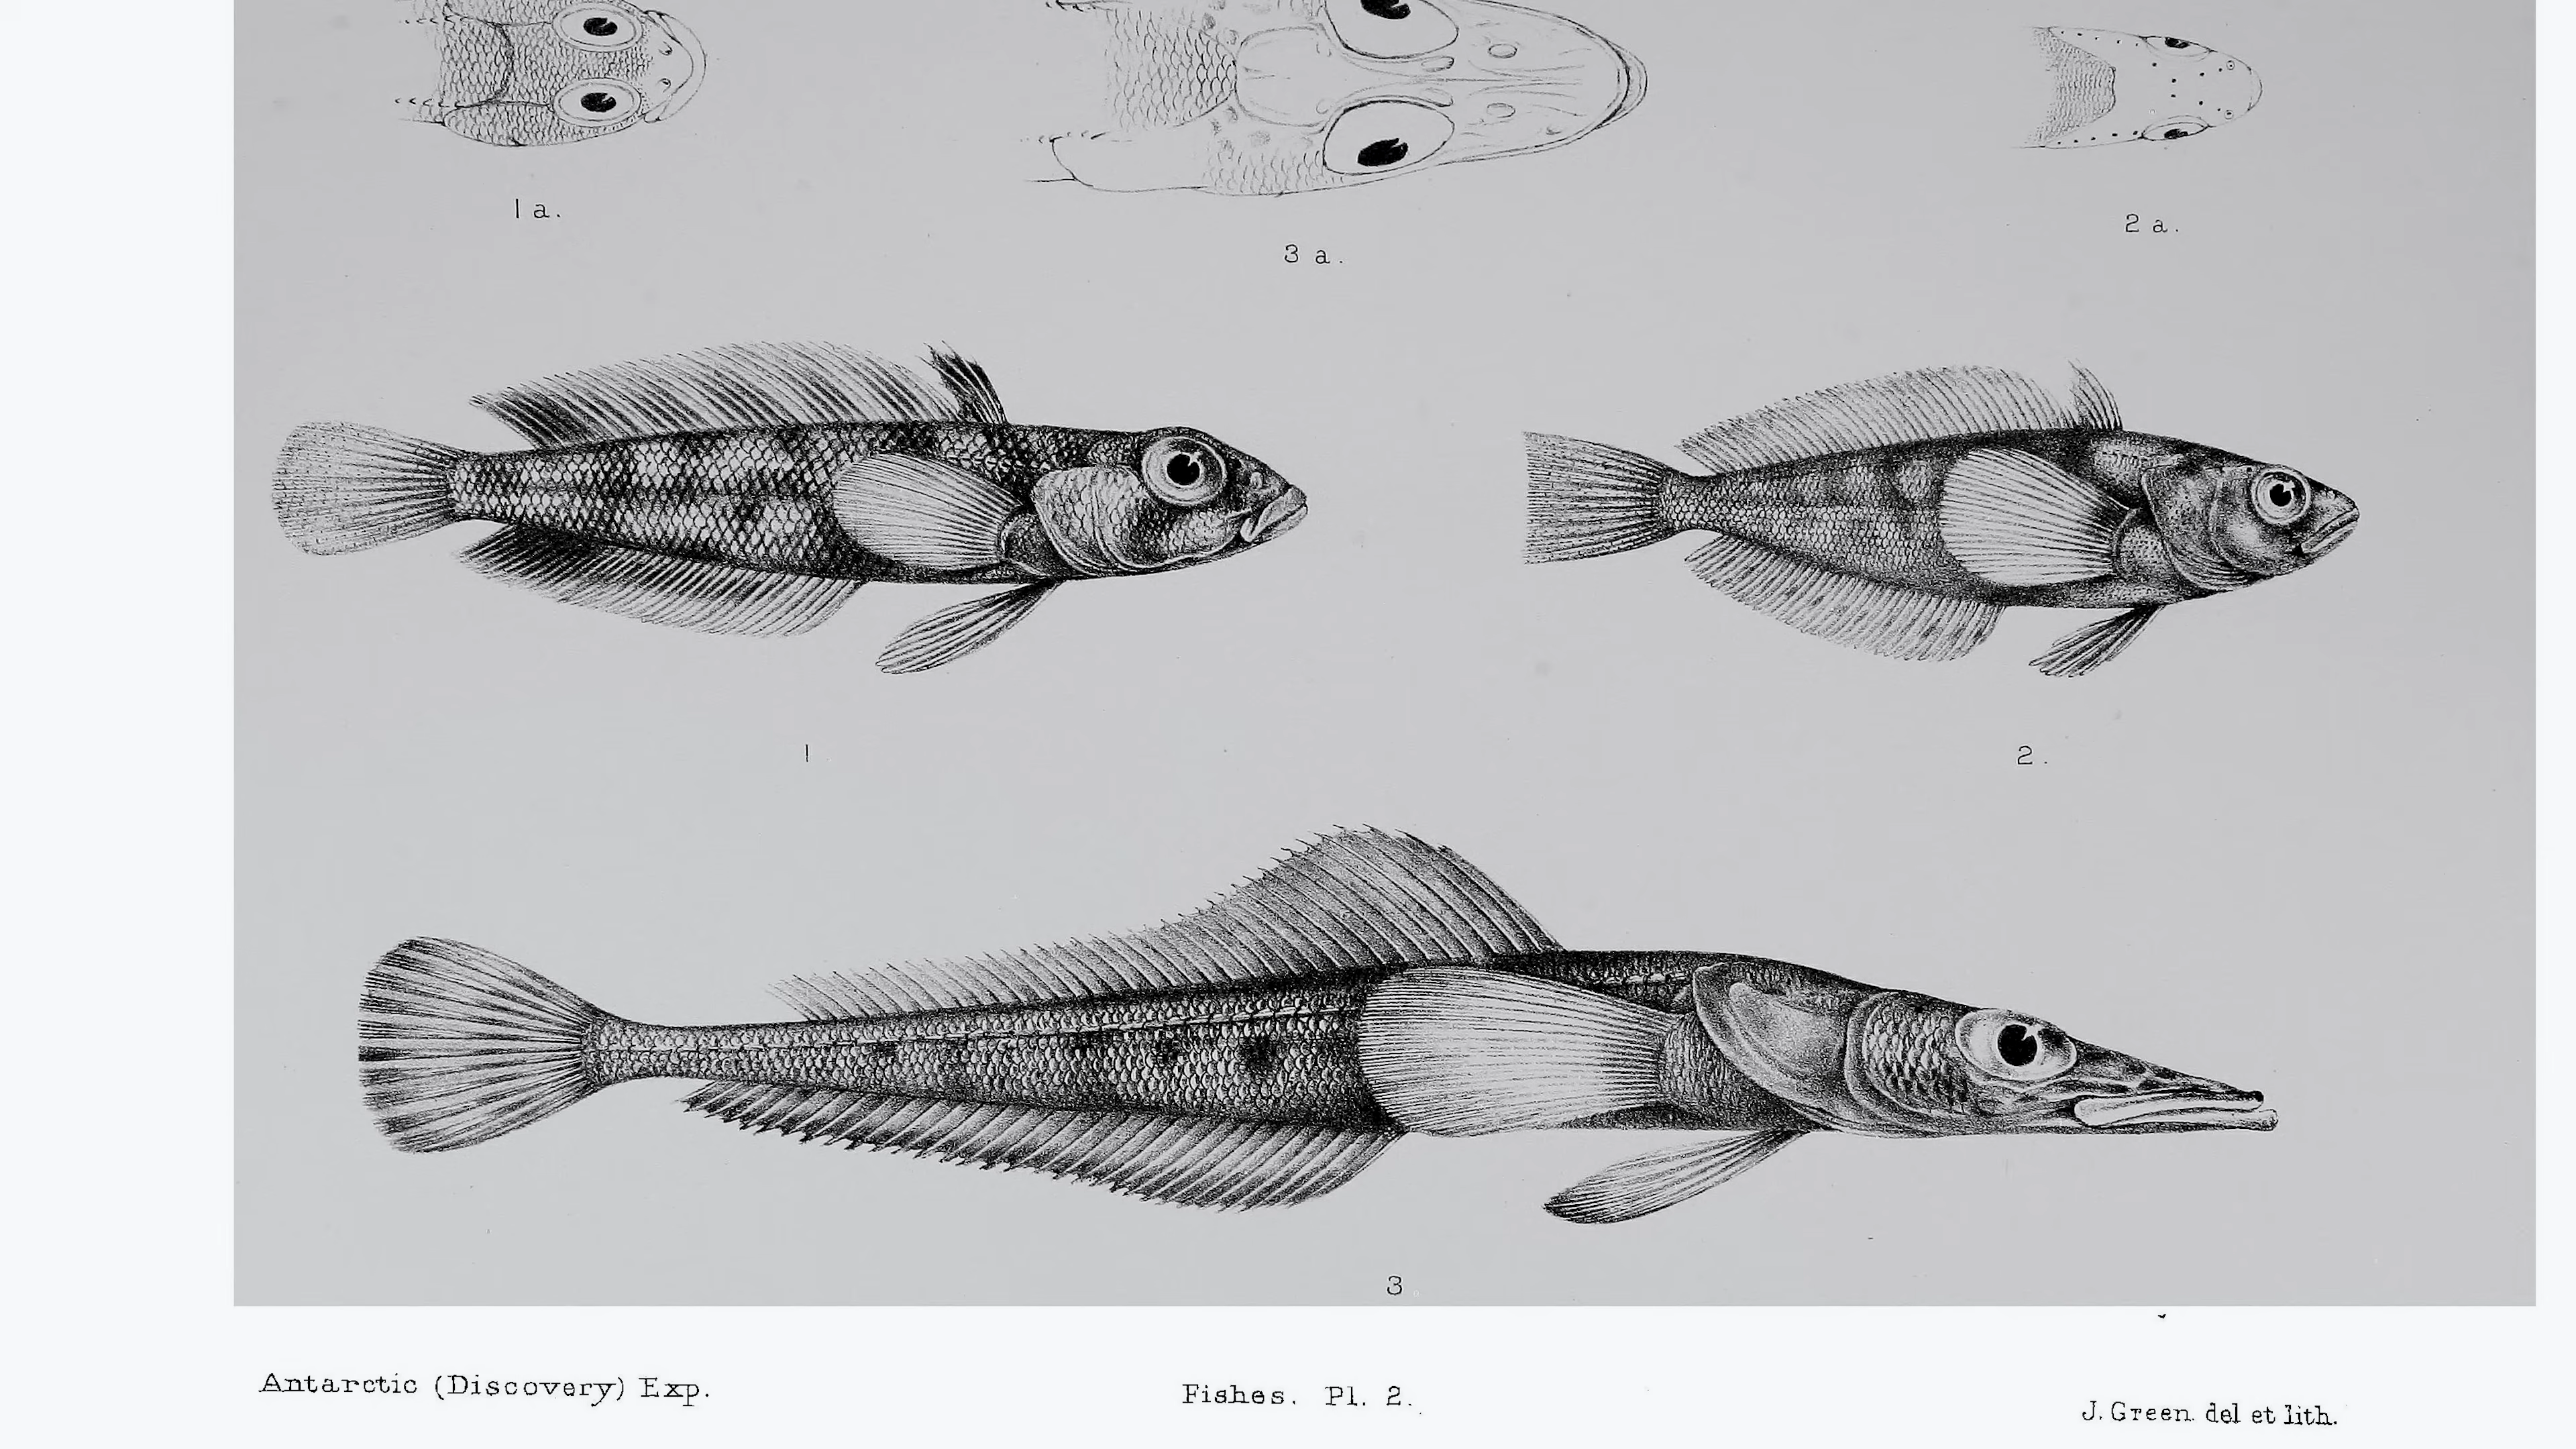 1 a.
3 a.
2 a.
1
2.
3
Antarctic (Discovery) Exp.
Fishes. Pl. 2.
J. Green del et lith.